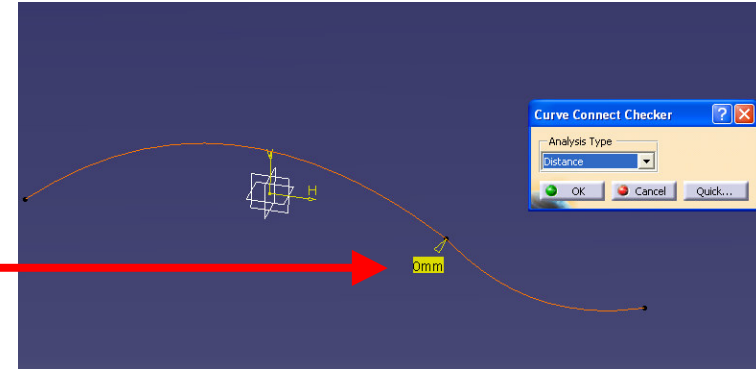 Curve Connect Checker
Analysis Type
Distance
OK
Cancel
Quick...
V
H
0mm